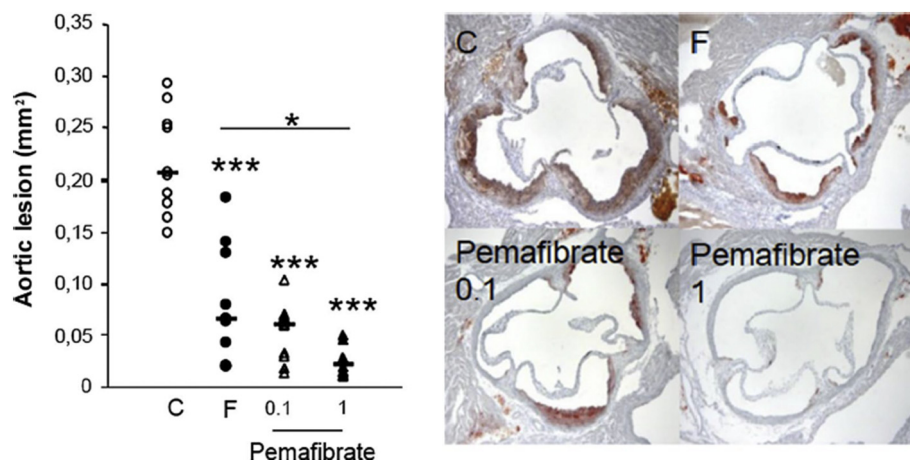 Aortic lesion (mm²)
0,35
0,30
0,25
0,20
0,15
0,10
0,05
0
*
***
***
***
C
F
0.1
1
Pemafibrate
C
F
Pemafibrate
0.1
Pemafibrate
1